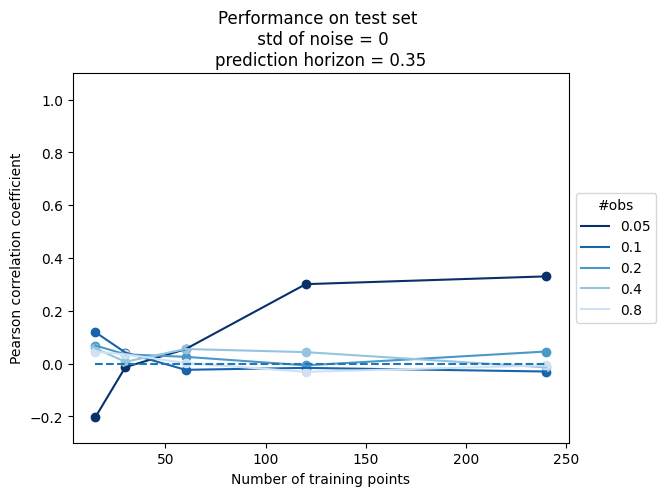 Performance on test set
std of noise = 0
prediction horizon = 0.35
1.0
0.8
0.6
0.4
0.2
0.0
−0.2
Pearson correlation coefficient
50
100
150
200
250
Number of training points
#obs
0.05
0.1
0.2
0.4
0.8